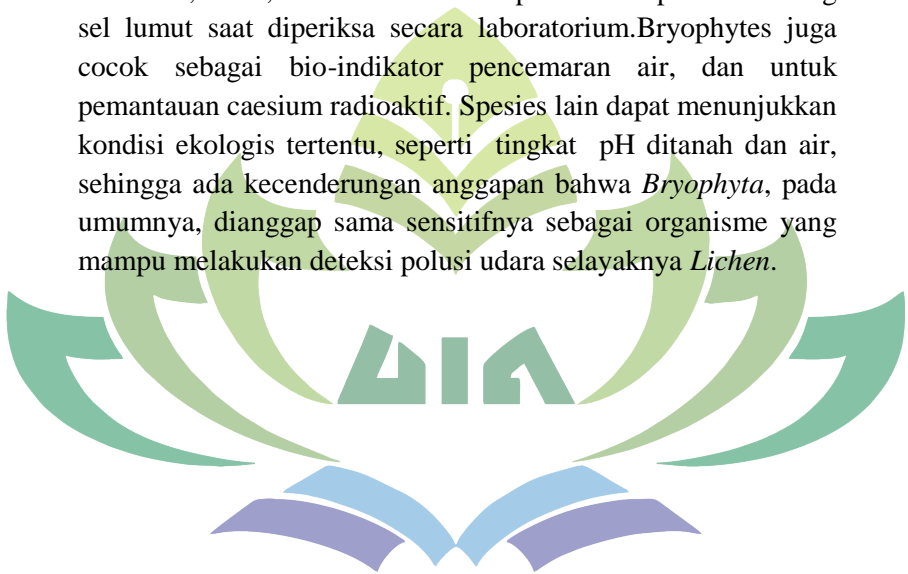 sel lumut saat diperiksa secara laboratorium.Bryophytes juga
cocok sebagai bio-indikator pencemaran air, dan untuk
pemantauan caesium radioaktif. Spesies lain dapat menunjukkan
kondisi ekologis tertentu, seperti tingkat pH ditanah dan air,
sehingga ada kecenderungan anggapan bahwa Bryophyta, pada
umumnya, dianggap sama sensitifnya sebagai organisme yang
mampu melakukan deteksi polusi udara selayaknya Lichen.
UIN